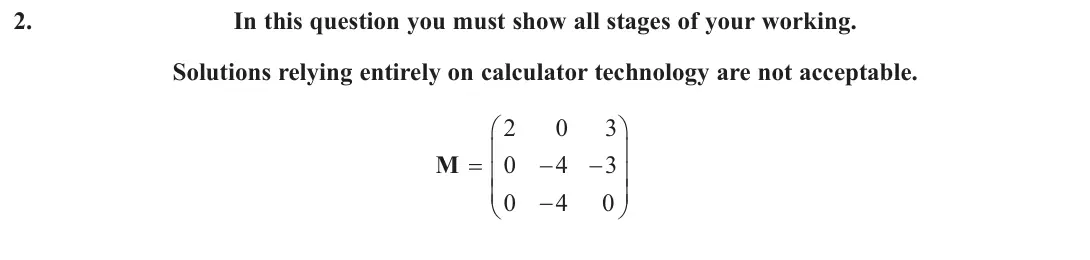 2. In this question you must show all stages of your working.
Solutions relying entirely on calculator technology are not acceptable.
2 0 3
M = 0 −4 −3
0 −4 0